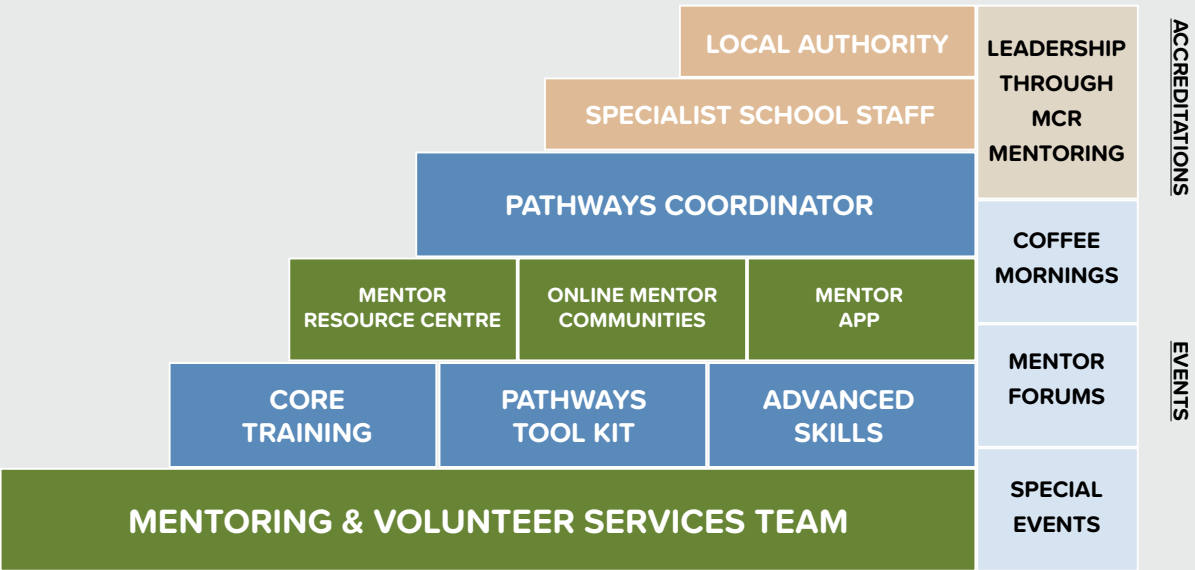 LOCAL AUTHORITY
SPECIALIST SCHOOL STAFF
PATHWAYS COORDINATOR
MENTOR
RESOURCE CENTRE
ONLINE MENTOR
COMMUNITIES
MENTOR
APP
CORE
TRAINING
PATHWAYS
TOOL KIT
ADVANCED
SKILLS
MENTORING & VOLUNTEER SERVICES TEAM
LEADERSHIP
THROUGH
MCR
MENTORING
COFFEE
MORNINGS
MENTOR
FORUMS
SPECIAL
EVENTS
ACCREDITATIONS
EVENTS